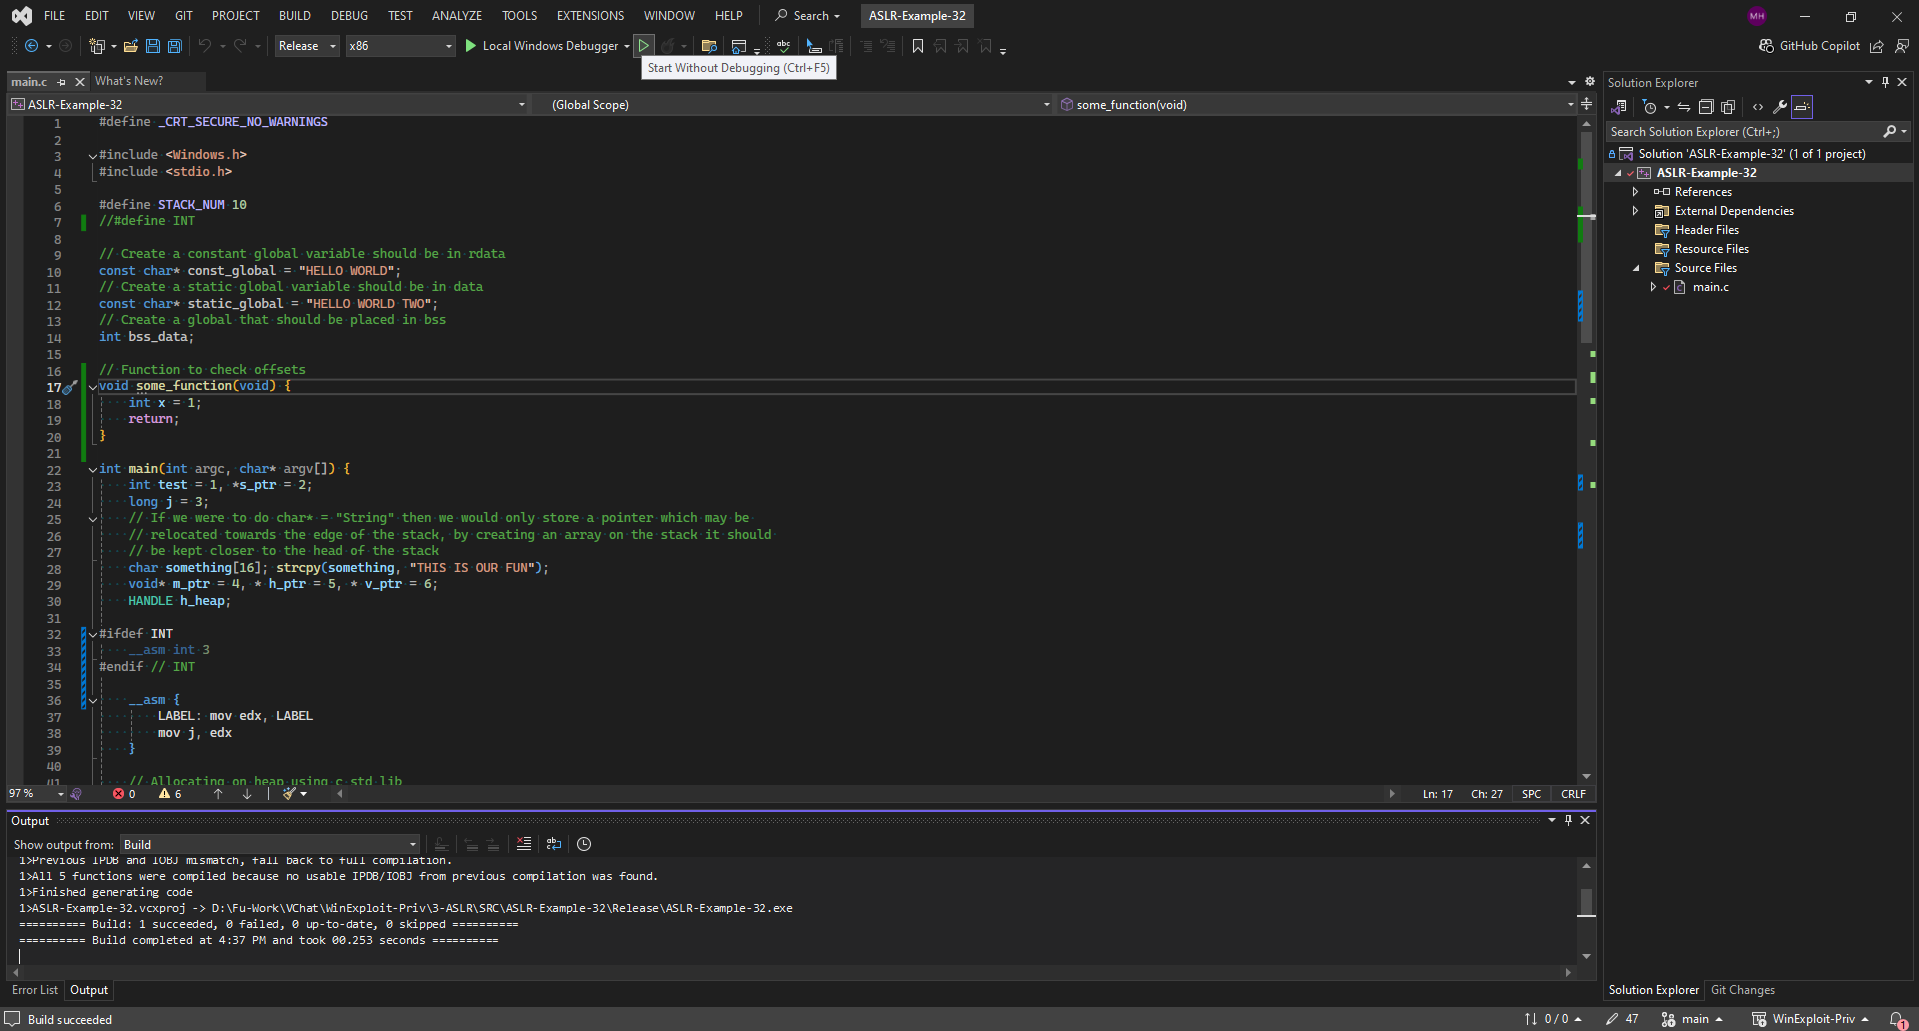 FILE EDIT VIEW GIT PROJECT BUILD DEBUG TEST ANALYZE TOOLS EXTENSIONS WINDOW HELP Search ASLR-Example-32 MH
Release x86 Local Windows Debugger abc GitHub Copilot
Start Without Debugging (Ctrl+F5)
main.c What's New?
ASLR-Example-32 (Global Scope) some_function(void)
1 #define _CRT_SECURE_NO_WARNINGS
2
3 #include <Windows.h>
4 #include <stdio.h>
5
6 #define STACK_NUM 10
7 //#define INT
8
9 // Create a constant global variable should be in rdata
10 const char* const_global = "HELLO WORLD";
11 // Create a static global variable should be in data
12 const char* static_global = "HELLO WORLD TWO";
13 // Create a global that should be placed in bss
14 int bss_data;
15
16 // Function to check offsets
17 void some_function(void) {
18 int x = 1;
19 return;
20 }
21
22 int main(int argc, char* argv[]) {
23 int test = 1, *s_ptr = 2;
24 long j = 3;
25 // If we were to do char* = "String" then we would only store a pointer which may be
26 // relocated towards the edge of the stack, by creating an array on the stack it should
27 // be kept closer to the head of the stack
28 char something[16]; strcpy(something, "THIS IS OUR FUN");
29 void* m_ptr = 4, * h_ptr = 5, * v_ptr = 6;
30 HANDLE h_heap;
31
32 #ifdef INT
33 __asm int 3
34 #endif // INT
35
36 __asm {
37 LABEL: mov edx, LABEL
38 mov j, edx
39 }
40
41 // Allocating on heap using c std lib
97 % 0 6 Ln: 17 Ch: 27 SPC CRLF
Output
Show output from: Build
1>Previous IPDB and IOBJ mismatch, fall back to full compilation.
1>All 5 functions were compiled because no usable IPDB/IOBJ from previous compilation was found.
1>Finished generating code
1>ASLR-Example-32.vcxproj -> D:\Fu-Work\VChat\WinExploit-Priv\3-ASLR\SRC\ASLR-Example-32\Release\ASLR-Example-32.exe
========== Build: 1 succeeded, 0 failed, 0 up-to-date, 0 skipped ==========
========== Build completed at 4:37 PM and took 00.253 seconds ==========
Error List Output
Solution Explorer
Search Solution Explorer (Ctrl+;)
Solution 'ASLR-Example-32' (1 of 1 project)
ASLR-Example-32
References
External Dependencies
Header Files
Resource Files
Source Files
main.c
Solution Explorer Git Changes
Build succeeded 0 / 0 47 main WinExploit-Priv 1